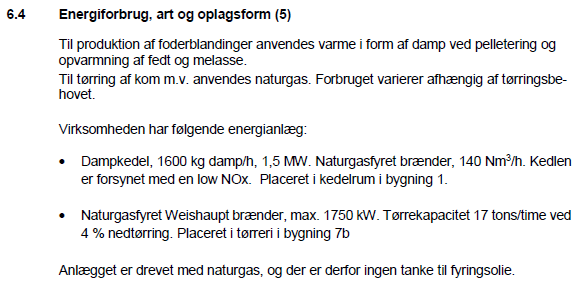 6.4 Energiforbrug, art og oplagsform (5)
Til produktion af foderblandinger anvendes varme i form af damp ved pelletering og
opvarmning af fedt og melasse.
Til tørring af korn m.v. anvendes naturgas. Forbruget varierer afhængig af tørringsbe-
hovet.
Virksomheden har følgende energianlæg:
• Dampkedel, 1600 kg damp/h, 1,5 MW. Naturgasfyret brænder, 140 Nm³/h. Kedlen
er forsynet med en low NOx. Placeret i kedelrum i bygning 1.
• Naturgasfyret Weishaupt brænder, max. 1750 kW. Tørrekapacitet 17 tons/time ved
4 % nedtørring. Placeret i tørreri i bygning 7b
Anlægget er drevet med naturgas, og der er derfor ingen tanke til fyringsolie.